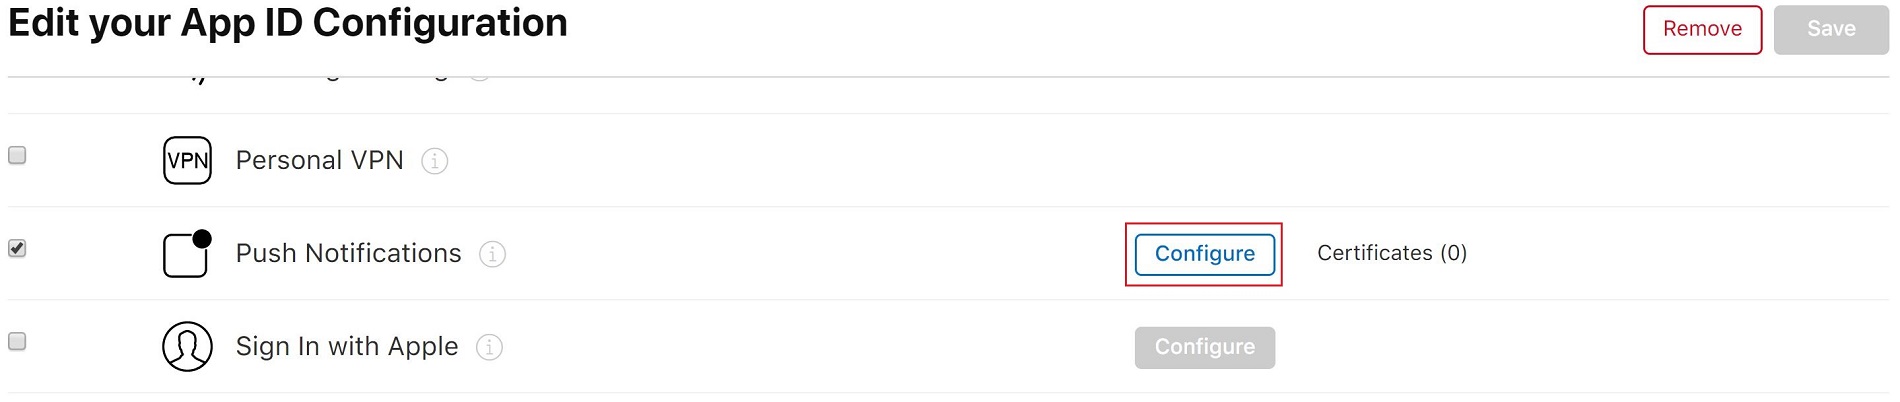 Edit your App ID Configuration
Remove
Save
VPN
Personal VPN
Push Notifications
Configure
Certificates (0)
Sign In with Apple
Configure